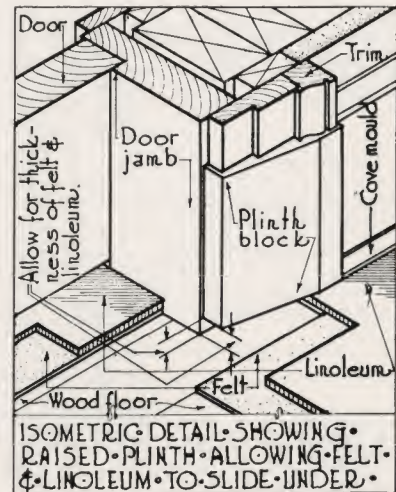 Door
Trim
Door
jamb
Allow for thick-
ness of felt &
linoleum.
Cove mould
Plinth
block
Linoleum
Felt
Wood floor
ISOMETRIC·DETAIL·SHOWING·
RAISED·PLINTH·ALLOWING·FELT·
&·LINOLEUM·TO·SLIDE·UNDER·